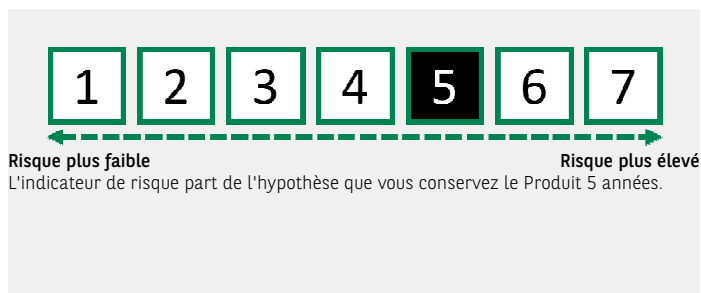 1 2 3 4 5 6 7
Risque plus faible Risque plus élevé
L'indicateur de risque part de l'hypothèse que vous conservez le Produit 5 années.